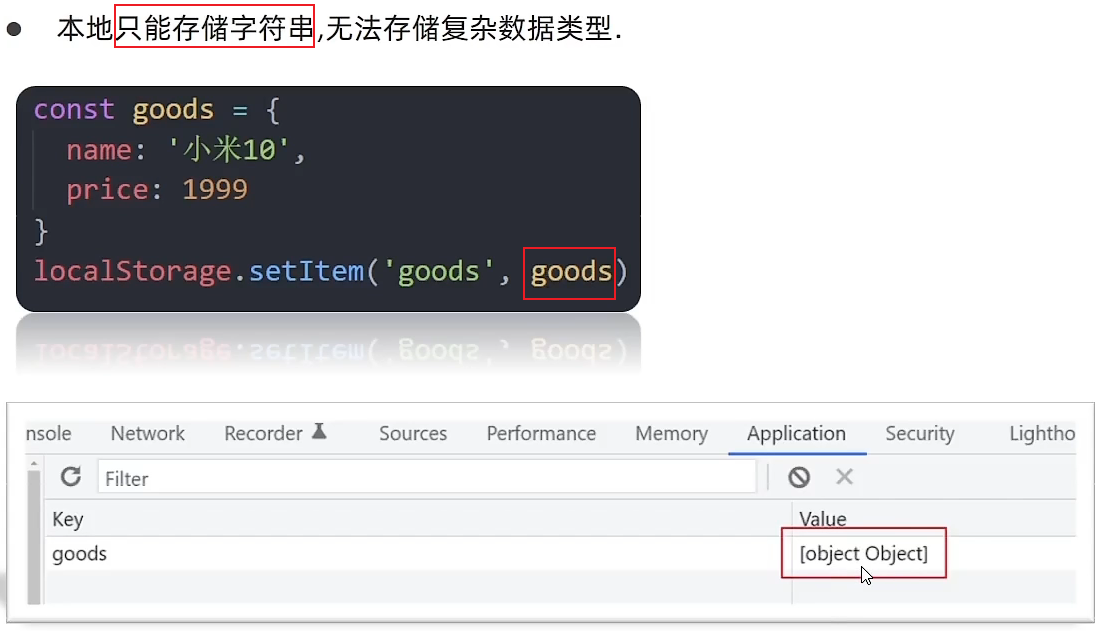 本地只能存储字符串,无法存储复杂数据类型.
const goods = {
name: '小米10',
price: 1999
}
localStorage.setItem('goods', goods)
nsole Network Recorder Sources Performance Memory Application Security Lightho
Filter
Key Value
goods [object Object]